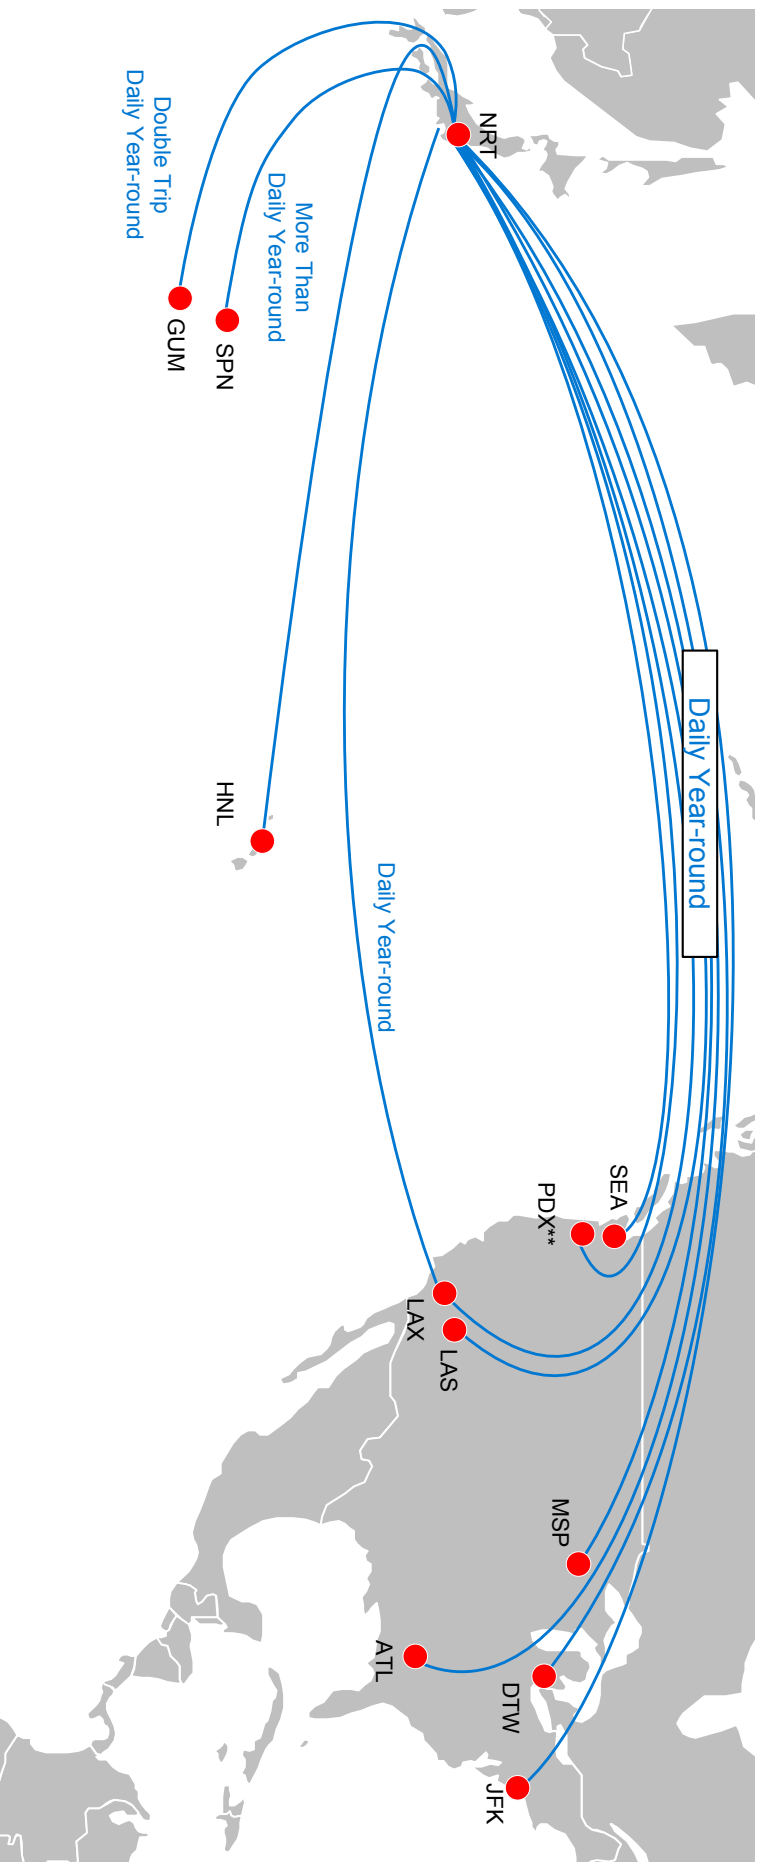 NRT
Double Trip
Daily Year-round
More Than
Daily Year-round
GUM
SPN
HNL
Daily Year-round
Daily Year-round
SEA
PDX**
LAX
LAS
MSP
ATL
DTW
JFK